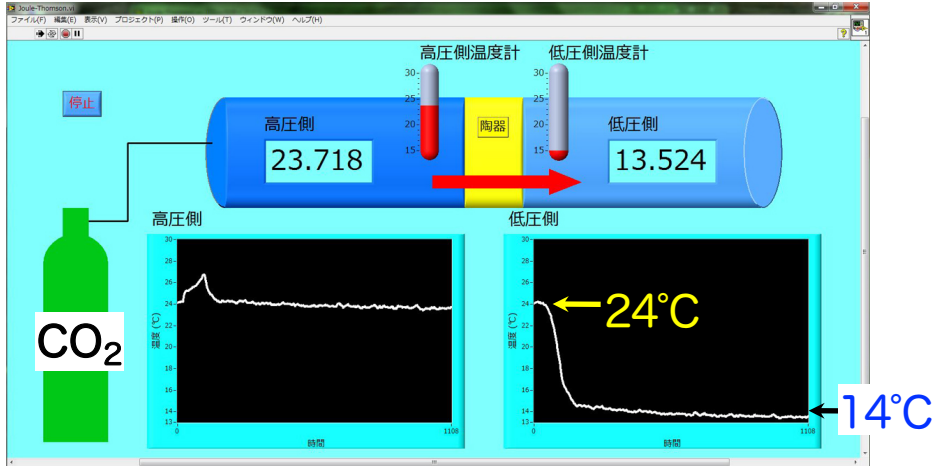 Joule-Thomson.vi
ファイル(F) 編集(E) 表示(V) プロジェクト(P) 操作(O) ツール(T) ウィンドウ(W) ヘルプ(H)
停止
高圧側温度計
低圧側温度計
30
25
20
15
30
25
20
15
高圧側
23.718
陶器
低圧側
13.524
CO₂
高圧側
温度(℃)
30
28
26
24
22
20
18
16
14
13
0
1108
時間
低圧側
温度(℃)
30
28
26
24
22
20
18
16
14
13
0
1108
時間
24℃
14℃